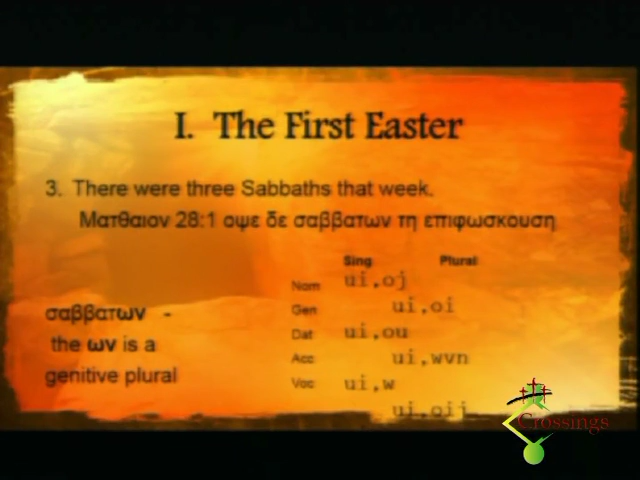 I. The First Easter
3. There were three Sabbaths that week.
Ματθαιον 28:1 οψε δε σαββατων τη επιφωσκουση
Sing Plural
Nom ui,oj
Gen ui,oi
Dat ui,ou
Acc ui,wvn
Voc ui,w
ui,oij
σαββατων -
the ων is a
genitive plural
Crossings